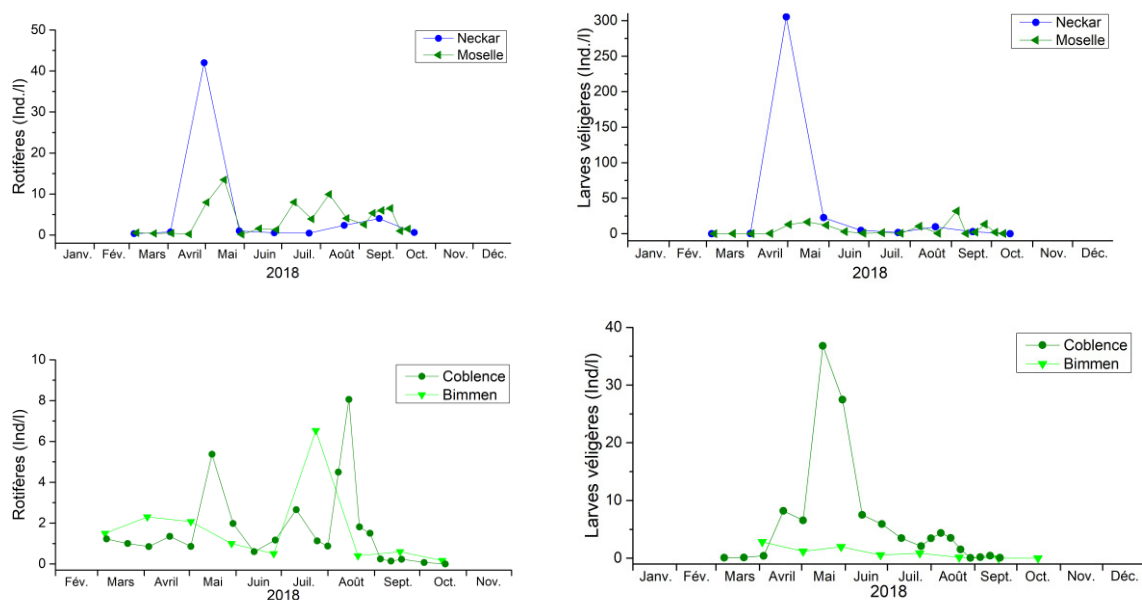 Rotifères (Ind./l)
50
40
30
20
10
0
Neckar
Moselle
Janv. Fév. Mars Avril Mai Juin Juil. Août Sept. Oct. Nov. Déc.
2018
Larves véligères (Ind./l)
300
250
200
150
100
50
0
Neckar
Moselle
Janv. Fév. Mars Avril Mai Juin Juil. Août Sept. Oct. Nov. Déc.
2018
Rotifères (Ind/l)
10
8
6
4
2
0
Coblence
Bimmen
Fév. Mars Avril Mai Juin Juil. Août Sept. Oct. Nov.
Larves véligères (Ind/l)
40
30
20
10
0
Coblence
Bimmen
Janv. Fév. Mars Avril Mai Juin Juil. Août Sept. Oct. Nov. Déc.
2018